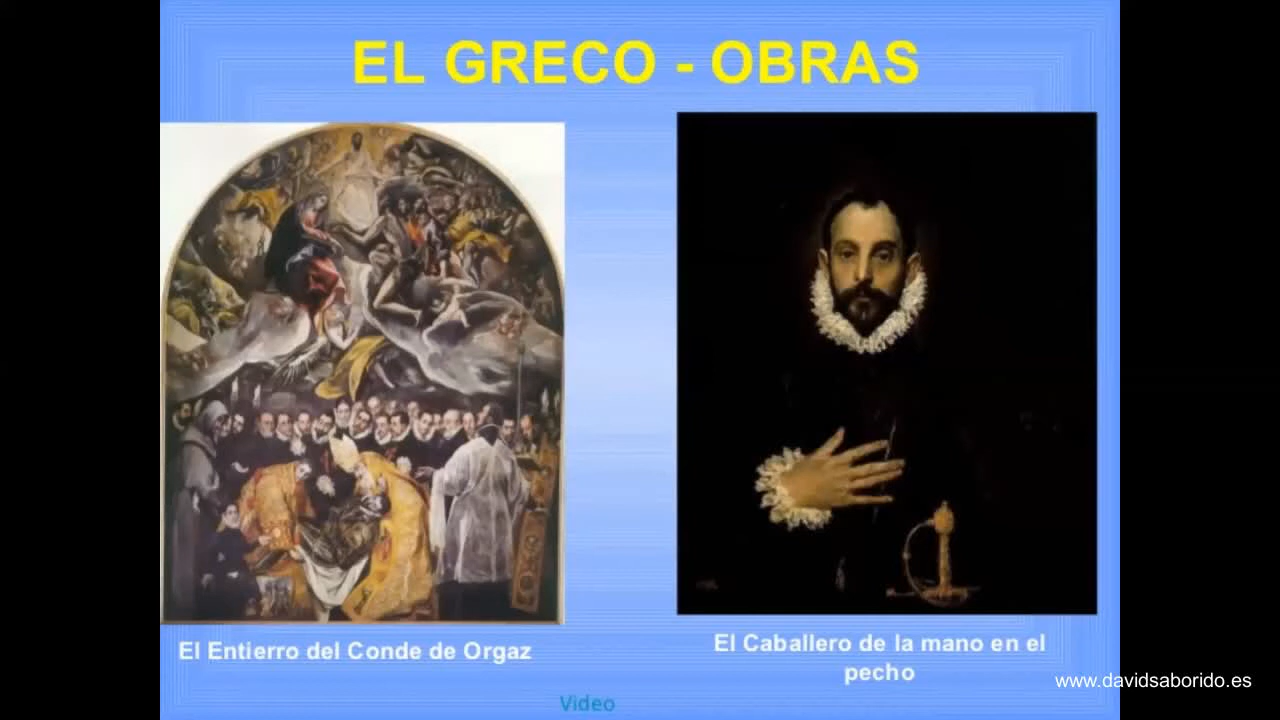 EL GRECO - OBRAS
El Entierro del Conde de Orgaz
El Caballero de la mano en el
pecho
www.davidsaborido.es
Video